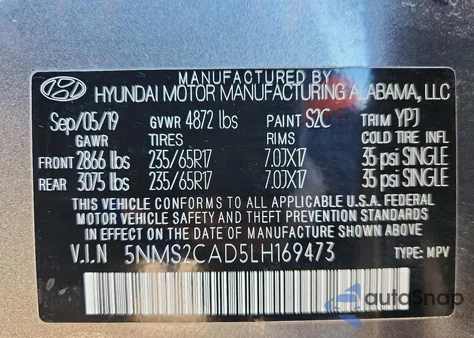 MANUFACTURED BY
HYUNDAI MOTOR MANUFACTURING ALABAMA, LLC
Sep/05/19 GVWR 4872 lbs PAINT S2C TRIM YPJ
GAWR TIRES RIMS COLD TIRE INFL
FRONT 2866 lbs 235/65R17 7.0JX17 35 psi SINGLE
REAR 3075 lbs 235/65R17 7.0JX17 35 psi SINGLE
THIS VEHICLE CONFORMS TO ALL APPLICABLE U.S.A. FEDERAL
MOTOR VEHICLE SAFETY AND THEFT PREVENTION STANDARDS
IN EFFECT ON THE DATE OF MANUFACTURE SHOWN ABOVE.
V.I.N 5NMS2CAD5LH169473 TYPE: MPV
autoSnap